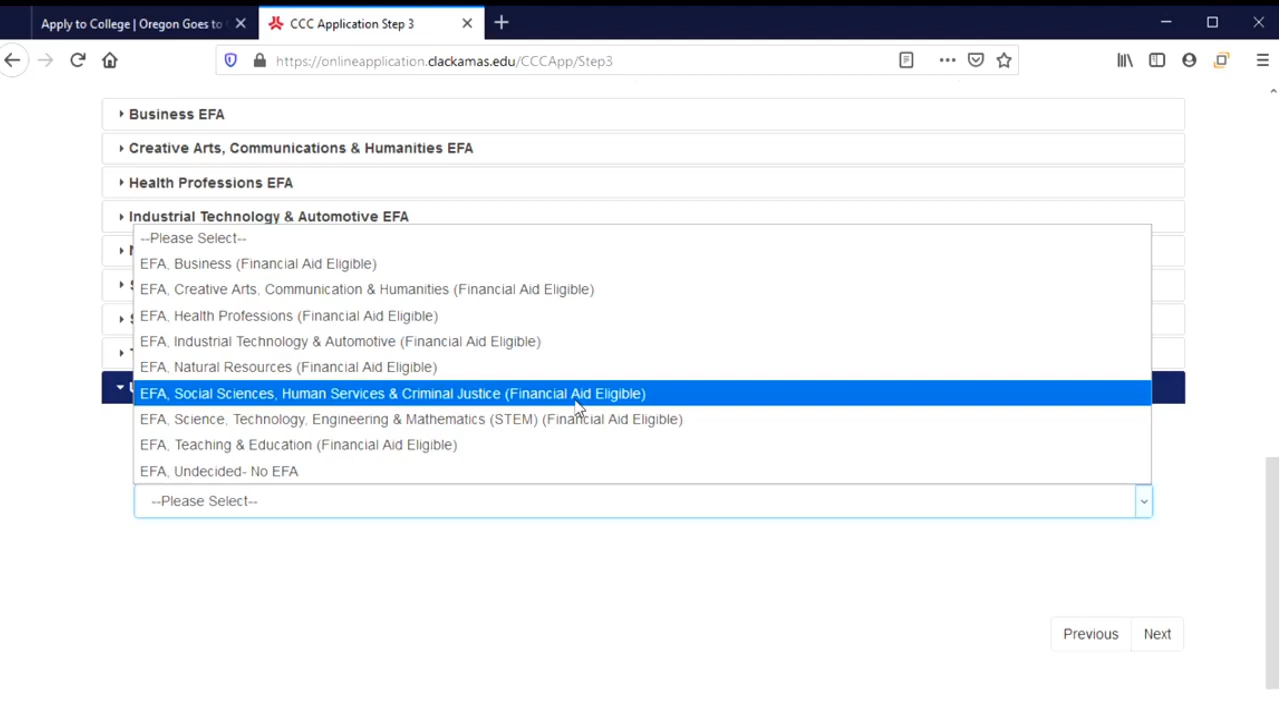 Apply to College | Oregon Goes to
CCC Application Step 3
https://onlineapplication.clackamas.edu/CCCApp/Step3
Business EFA
Creative Arts, Communications & Humanities EFA
Health Professions EFA
Industrial Technology & Automotive EFA
--Please Select--
EFA, Business (Financial Aid Eligible)
EFA, Creative Arts, Communication & Humanities (Financial Aid Eligible)
EFA, Health Professions (Financial Aid Eligible)
EFA, Industrial Technology & Automotive (Financial Aid Eligible)
EFA, Natural Resources (Financial Aid Eligible)
EFA, Social Sciences, Human Services & Criminal Justice (Financial Aid Eligible)
EFA, Science, Technology, Engineering & Mathematics (STEM) (Financial Aid Eligible)
EFA, Teaching & Education (Financial Aid Eligible)
EFA, Undecided- No EFA
--Please Select--
Previous
Next